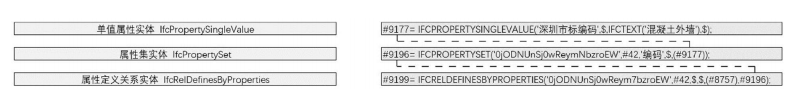 单值属性实体 IfcPropertySingleValue
#9177= IFCPROPERTYSINGLEVALUE('深圳市标编码',$,IFCTEXT('混凝土外墙'),$);
属性集实体 IfcPropertySet
#9196= IFCPROPERTYSET('0jODNUnSj0wReymNbzroEW',#42,'编码',$,(#9177));
属性定义关系实体 IfcRelDefinesByProperties
#9199= IFCRELDEFINESBYPROPERTIES('0jODNUnSj0wReym7bzroEW',#42,$,$,(#8757),#9196);